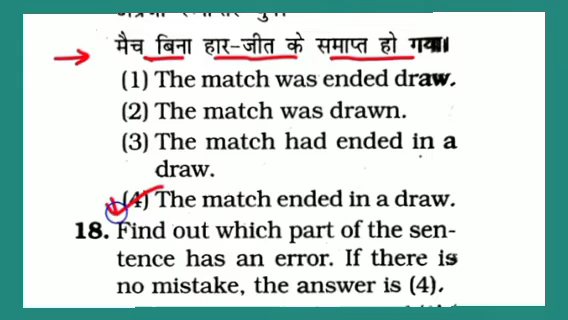 मैच बिना हार-जीत के समाप्त हो गया।
(1) The match was ended draw.
(2) The match was drawn.
(3) The match had ended in a
draw.
(4) The match ended in a draw.
18. Find out which part of the sen-
tence has an error. If there is
no mistake, the answer is (4).